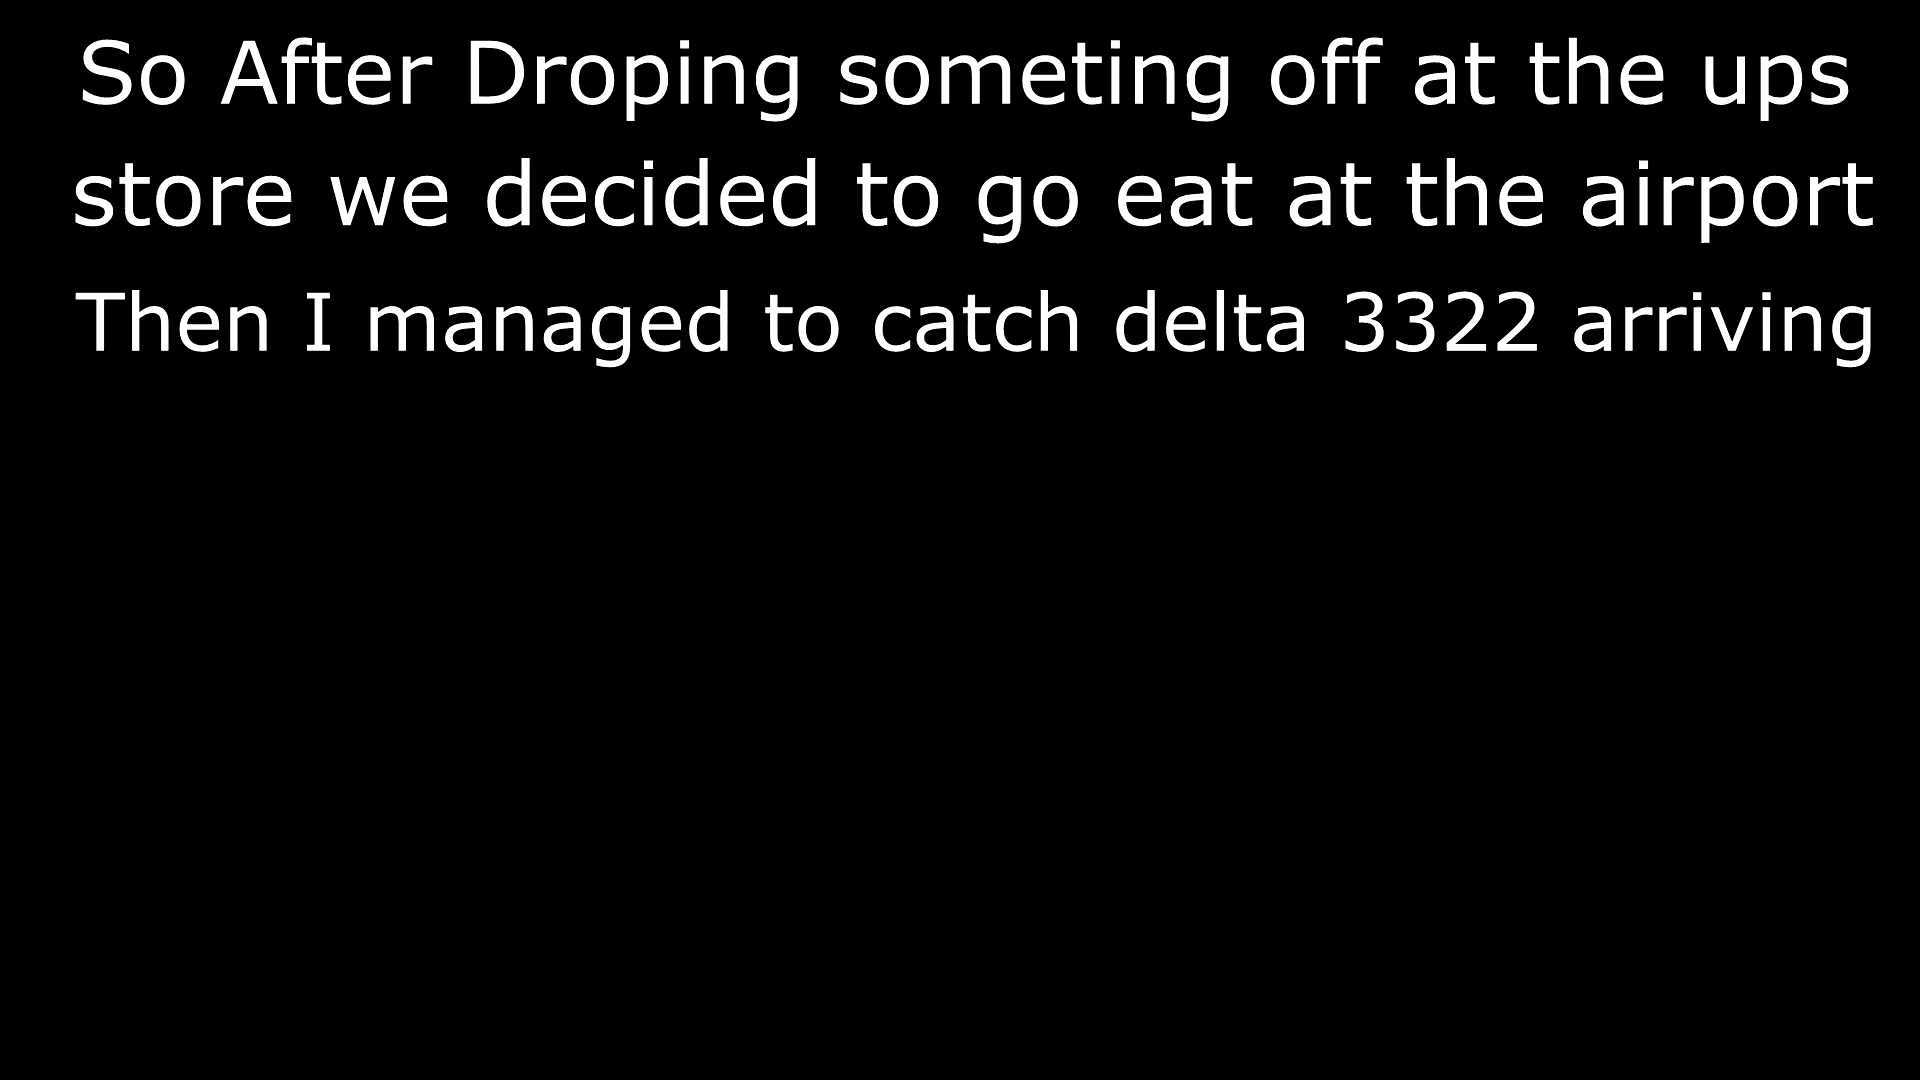 So After Droping someting off at the ups
store we decided to go eat at the airport
Then I managed to catch delta 3322 arriving